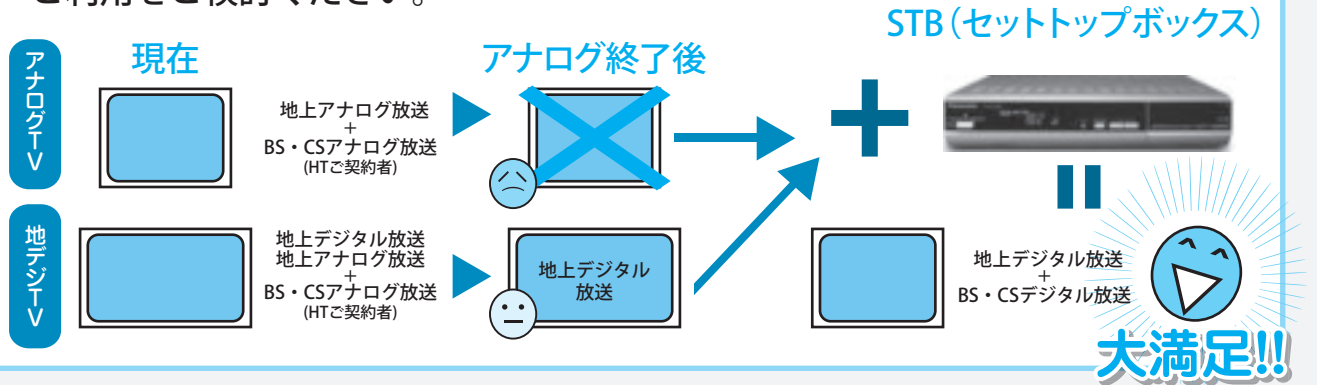 ご利用をご検討ください。
STB（セットトップボックス）
アナログTV
現在
アナログ終了後
地上アナログ放送
+
BS・CSアナログ放送
(HTご契約者)
地デジTV
地上デジタル放送
地上アナログ放送
+
BS・CSアナログ放送
(HTご契約者)
地上デジタル
放送
地上デジタル放送
+
BS・CSデジタル放送
大満足!!